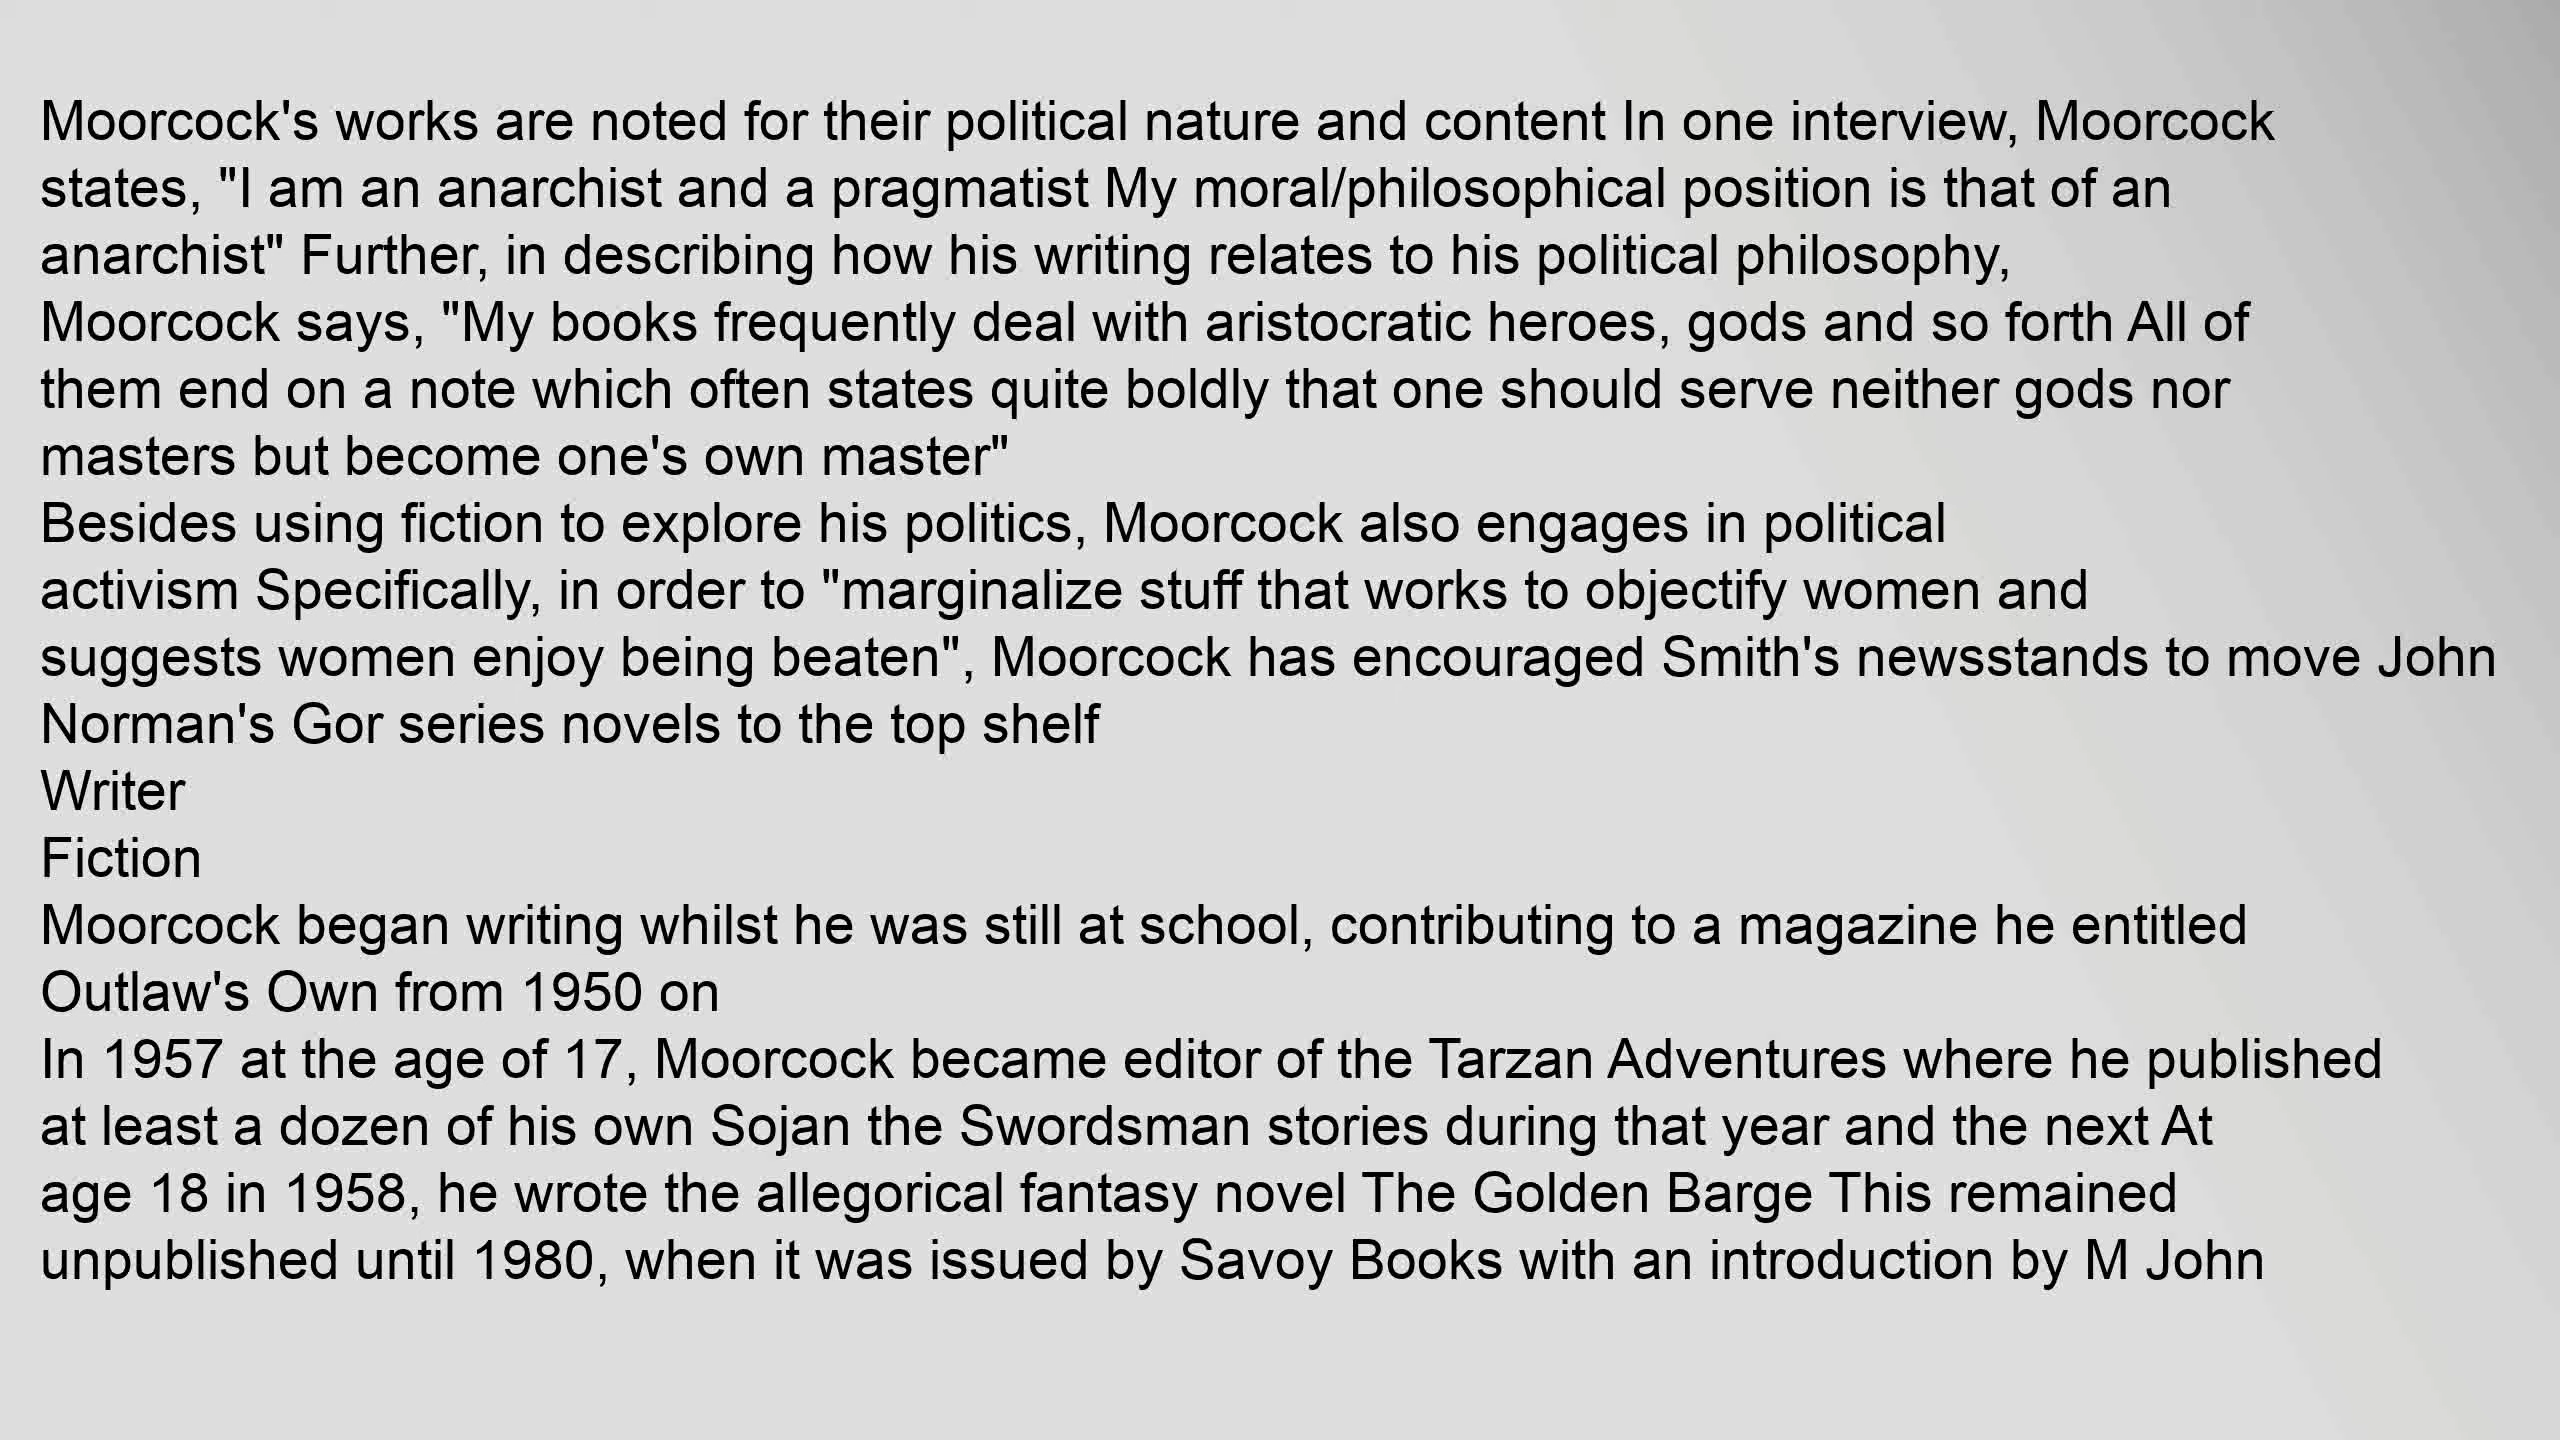 Moorcock's works are noted for their political nature and content In one interview, Moorcock
states, "I am an anarchist and a pragmatist My moral/philosophical position is that of an
anarchist" Further, in describing how his writing relates to his political philosophy,
Moorcock says, "My books frequently deal with aristocratic heroes, gods and so forth All of
them end on a note which often states quite boldly that one should serve neither gods nor
masters but become one's own master"
Besides using fiction to explore his politics, Moorcock also engages in political
activism Specifically, in order to "marginalize stuff that works to objectify women and
suggests women enjoy being beaten", Moorcock has encouraged Smith's newsstands to move John
Norman's Gor series novels to the top shelf
Writer
Fiction
Moorcock began writing whilst he was still at school, contributing to a magazine he entitled
Outlaw's Own from 1950 on
In 1957 at the age of 17, Moorcock became editor of the Tarzan Adventures where he published
at least a dozen of his own Sojan the Swordsman stories during that year and the next At
age 18 in 1958, he wrote the allegorical fantasy novel The Golden Barge This remained
unpublished until 1980, when it was issued by Savoy Books with an introduction by M John